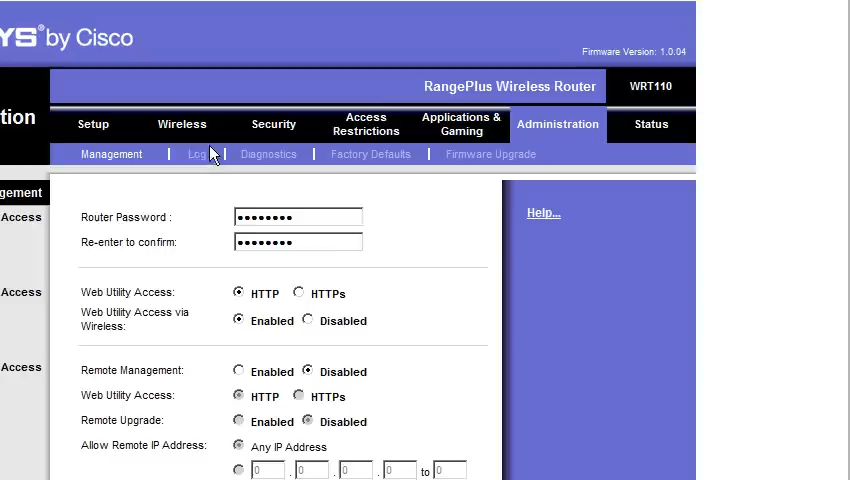 YS® by Cisco
Firmware Version: 1.0.04
RangePlus Wireless Router
WRT110
tion
Setup
Wireless
Security
Access
Restrictions
Applications &
Gaming
Administration
Status
Management
Log
Diagnostics
Factory Defaults
Firmware Upgrade
gement
Access
Router Password :
Re-enter to confirm:
Help...
Access
Web Utility Access:
HTTP
HTTPs
Web Utility Access via
Wireless:
Enabled
Disabled
Access
Remote Management:
Enabled
Disabled
Web Utility Access:
HTTP
HTTPs
Remote Upgrade:
Enabled
Disabled
Allow Remote IP Address:
Any IP Address
0 . 0 . 0 . 0 to 0